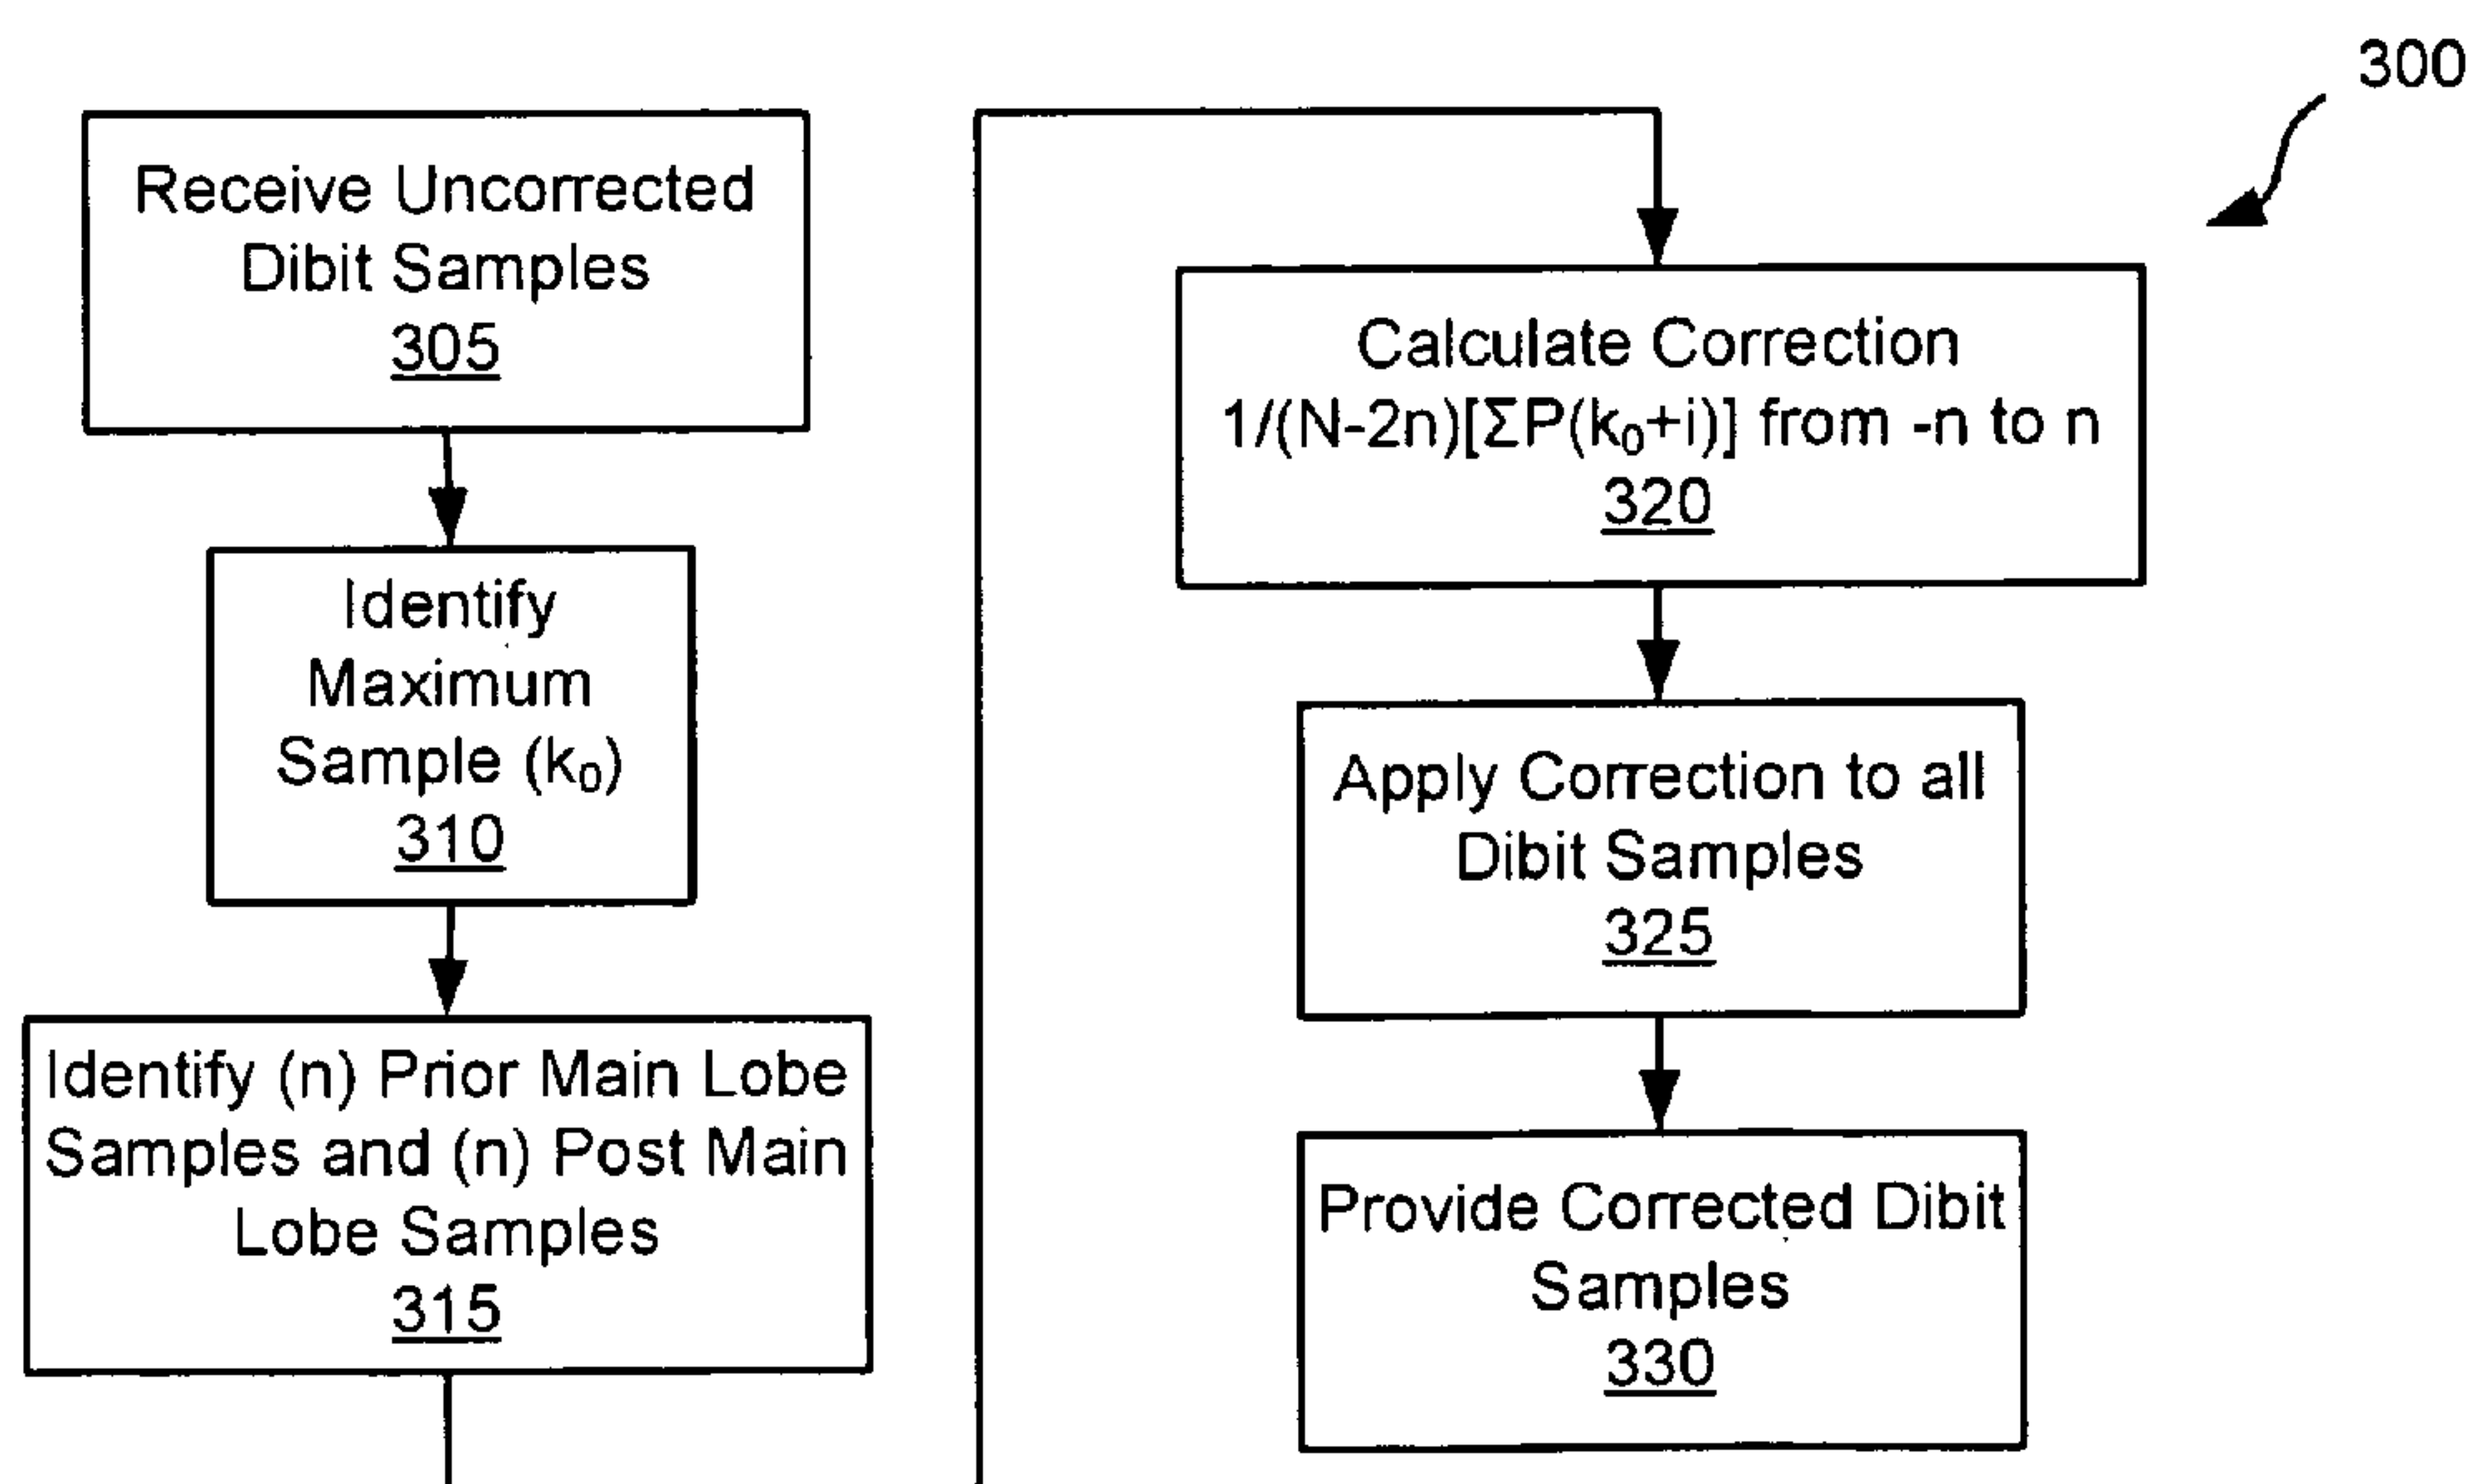 300
Receive Uncorrected
Dibit Samples
305
Identify
Maximum
Sample (k₀)
310
Identify (n) Prior Main Lobe
Samples and (n) Post Main
Lobe Samples
315
Calculate Correction
1/(N-2n)[ΣP(k₀+i)] from -n to n
320
Apply Correction to all
Dibit Samples
325
Provide Corrected Dibit
Samples
330